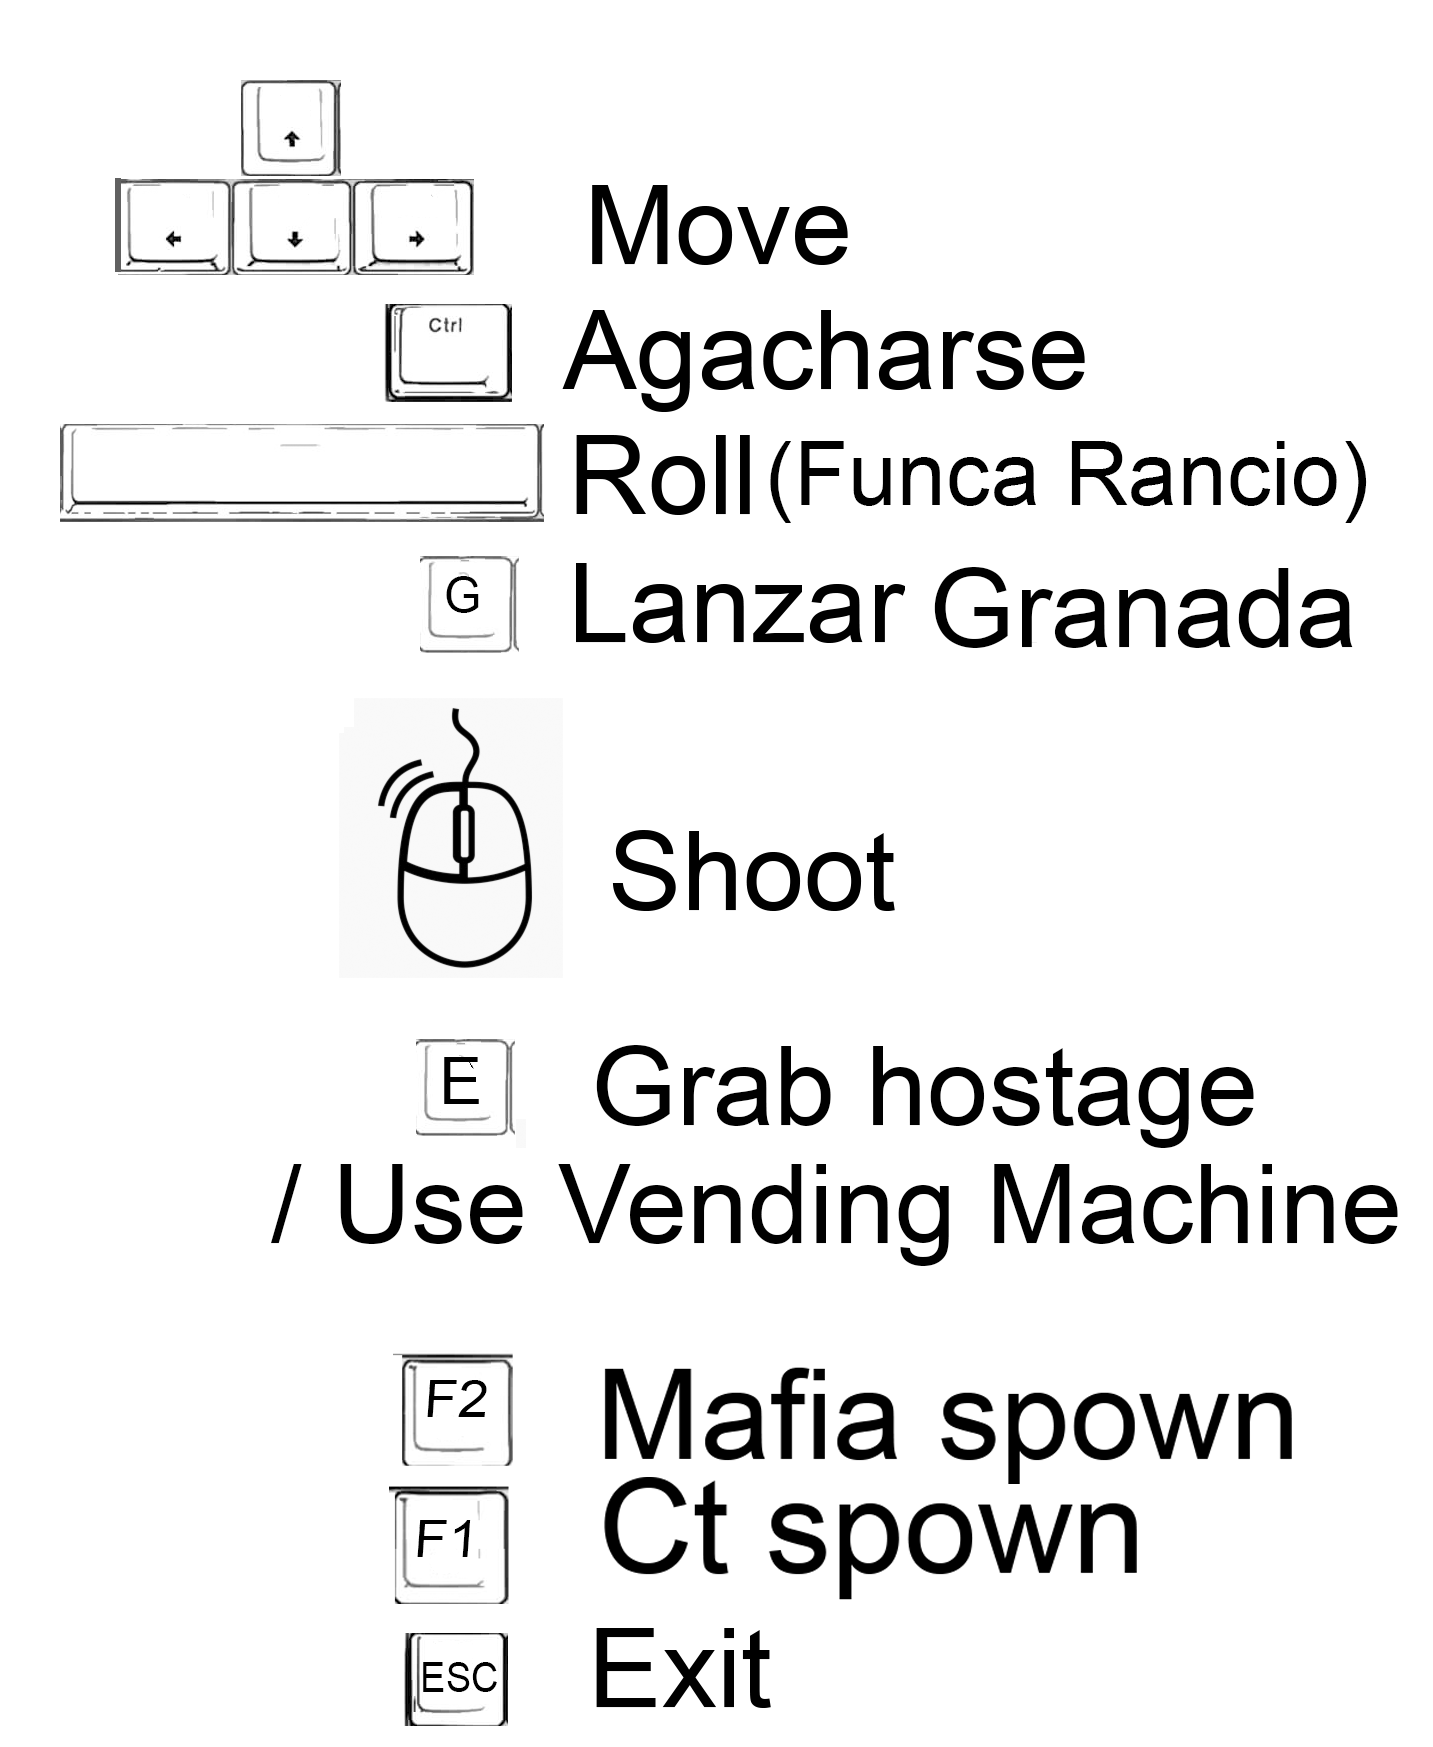 Move
Ctrl Agacharse
Roll (Funca Rancio)
G Lanzar Granada
Shoot
E Grab hostage
/ Use Vending Machine
F2 Mafia spown
F1 Ct spown
ESC Exit